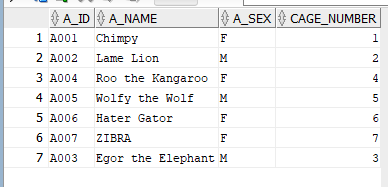 A_ID A_NAME A_SEX CAGE_NUMBER
1 A001 Chimpy F 1
2 A002 Lame Lion M 2
3 A004 Roo the Kangaroo F 4
4 A005 Wolfy the Wolf M 5
5 A006 Hater Gator F 6
6 A007 ZIBRA F 7
7 A003 Egor the Elephant M 3